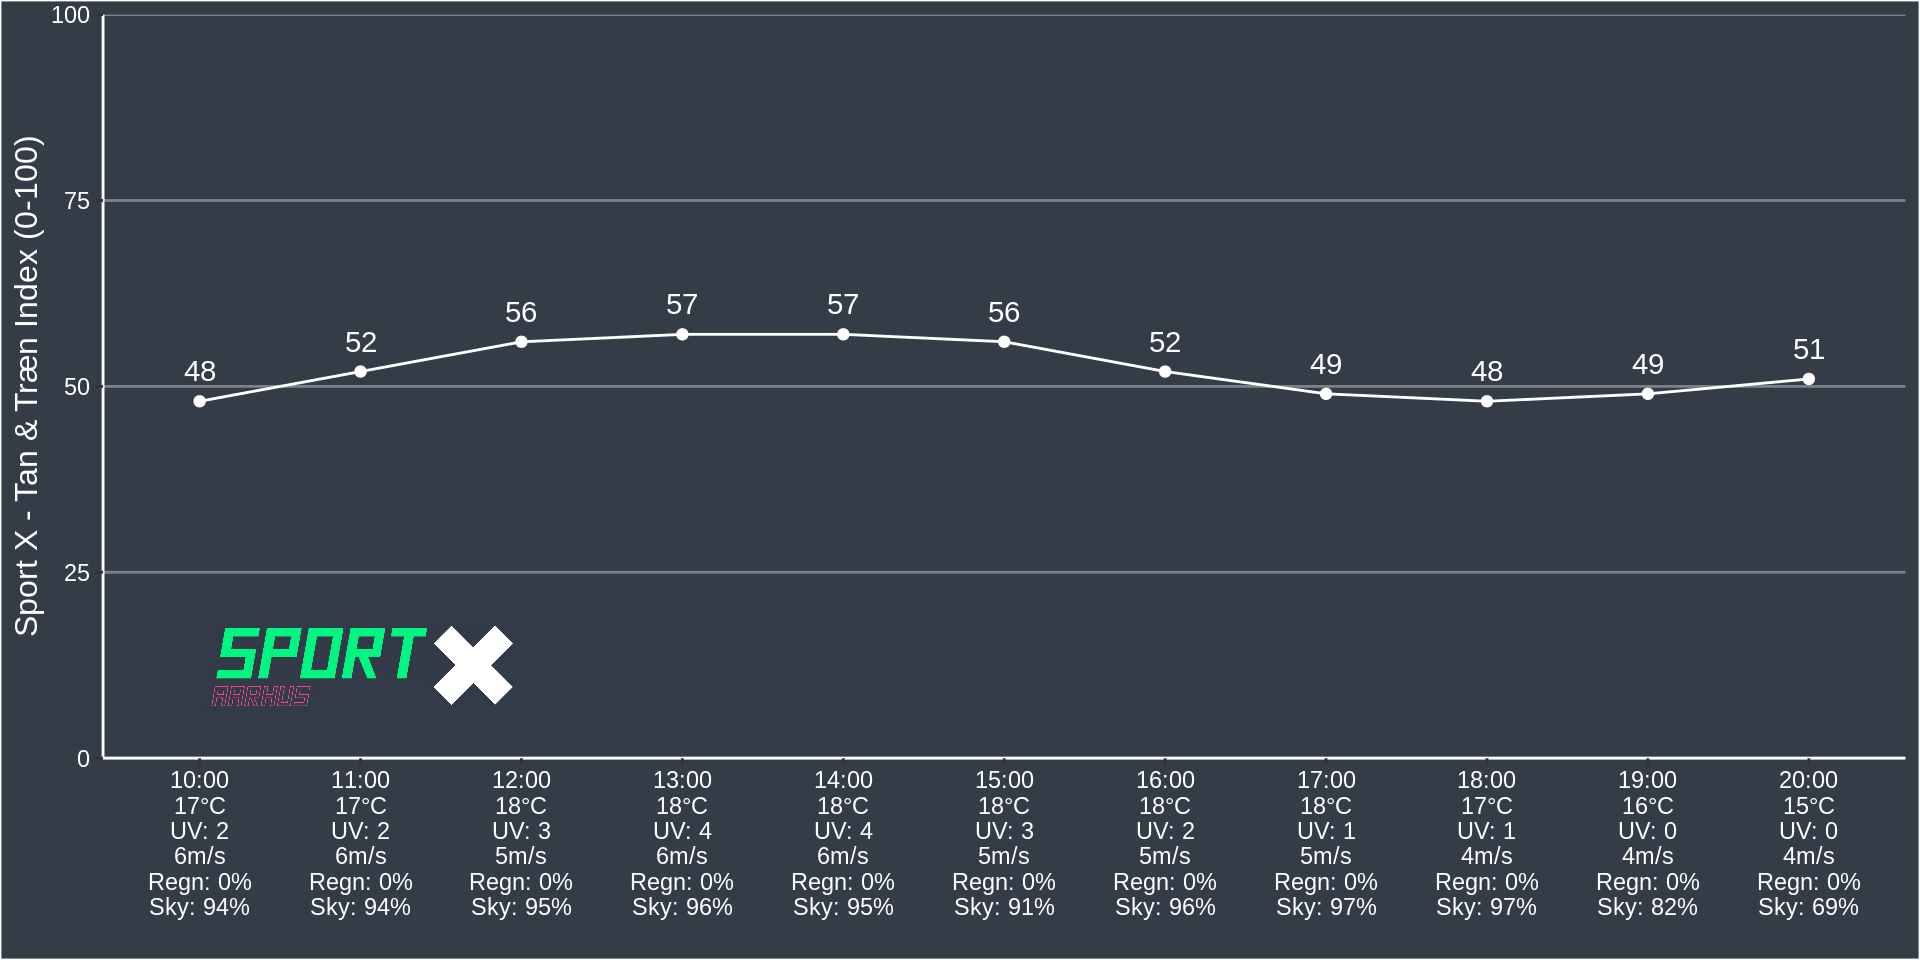 Sport X - Tan & Træn Index (0-100)
100
75
50
25
0
48
52
56
57
57
56
52
49
48
49
51
SPORT X
AARHUS
10:00 11:00 12:00 13:00 14:00 15:00 16:00 17:00 18:00 19:00 20:00
17°C 17°C 18°C 18°C 18°C 18°C 18°C 18°C 17°C 16°C 15°C
UV: 2 UV: 2 UV: 3 UV: 4 UV: 4 UV: 3 UV: 2 UV: 1 UV: 1 UV: 0 UV: 0
6m/s 6m/s 5m/s 6m/s 6m/s 5m/s 5m/s 5m/s 4m/s 4m/s 4m/s
Regn: 0% Regn: 0% Regn: 0% Regn: 0% Regn: 0% Regn: 0% Regn: 0% Regn: 0% Regn: 0% Regn: 0% Regn: 0%
Sky: 94% Sky: 94% Sky: 95% Sky: 96% Sky: 95% Sky: 91% Sky: 96% Sky: 97% Sky: 97% Sky: 82% Sky: 69%